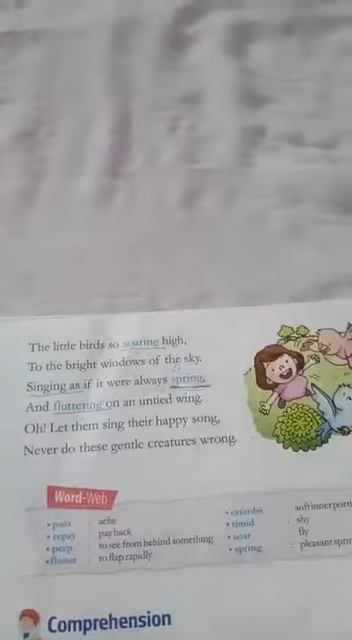 The little birds so soaring high,
To the bright windows of the sky.
Singing as if it were always spring,
And fluttering on an untied wing.
Oh! Let them sing their happy song,
Never do these gentle creatures wrong.
Word-Web
• pain : ache
• repay : pay back
• peep : to see from behind something
• flutter : to flap rapidly
• crumbs : soft inner
• timid : shy
• soar : fly
• spring : pleasant
Comprehension